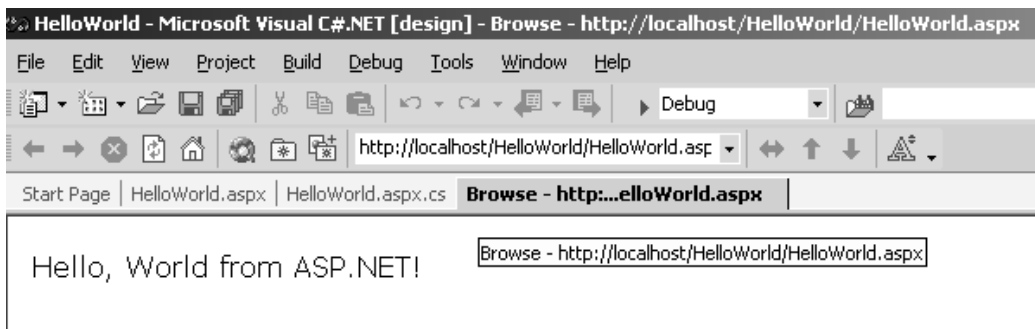 HelloWorld - Microsoft Visual C#.NET [design] - Browse - http://localhost/HelloWorld/HelloWorld.aspx
File Edit View Project Build Debug Tools Window Help
Debug
http://localhost/HelloWorld/HelloWorld.asp
Start Page HelloWorld.aspx HelloWorld.aspx.cs Browse - http:...elloWorld.aspx
Browse - http://localhost/HelloWorld/HelloWorld.aspx
Hello, World from ASP.NET!